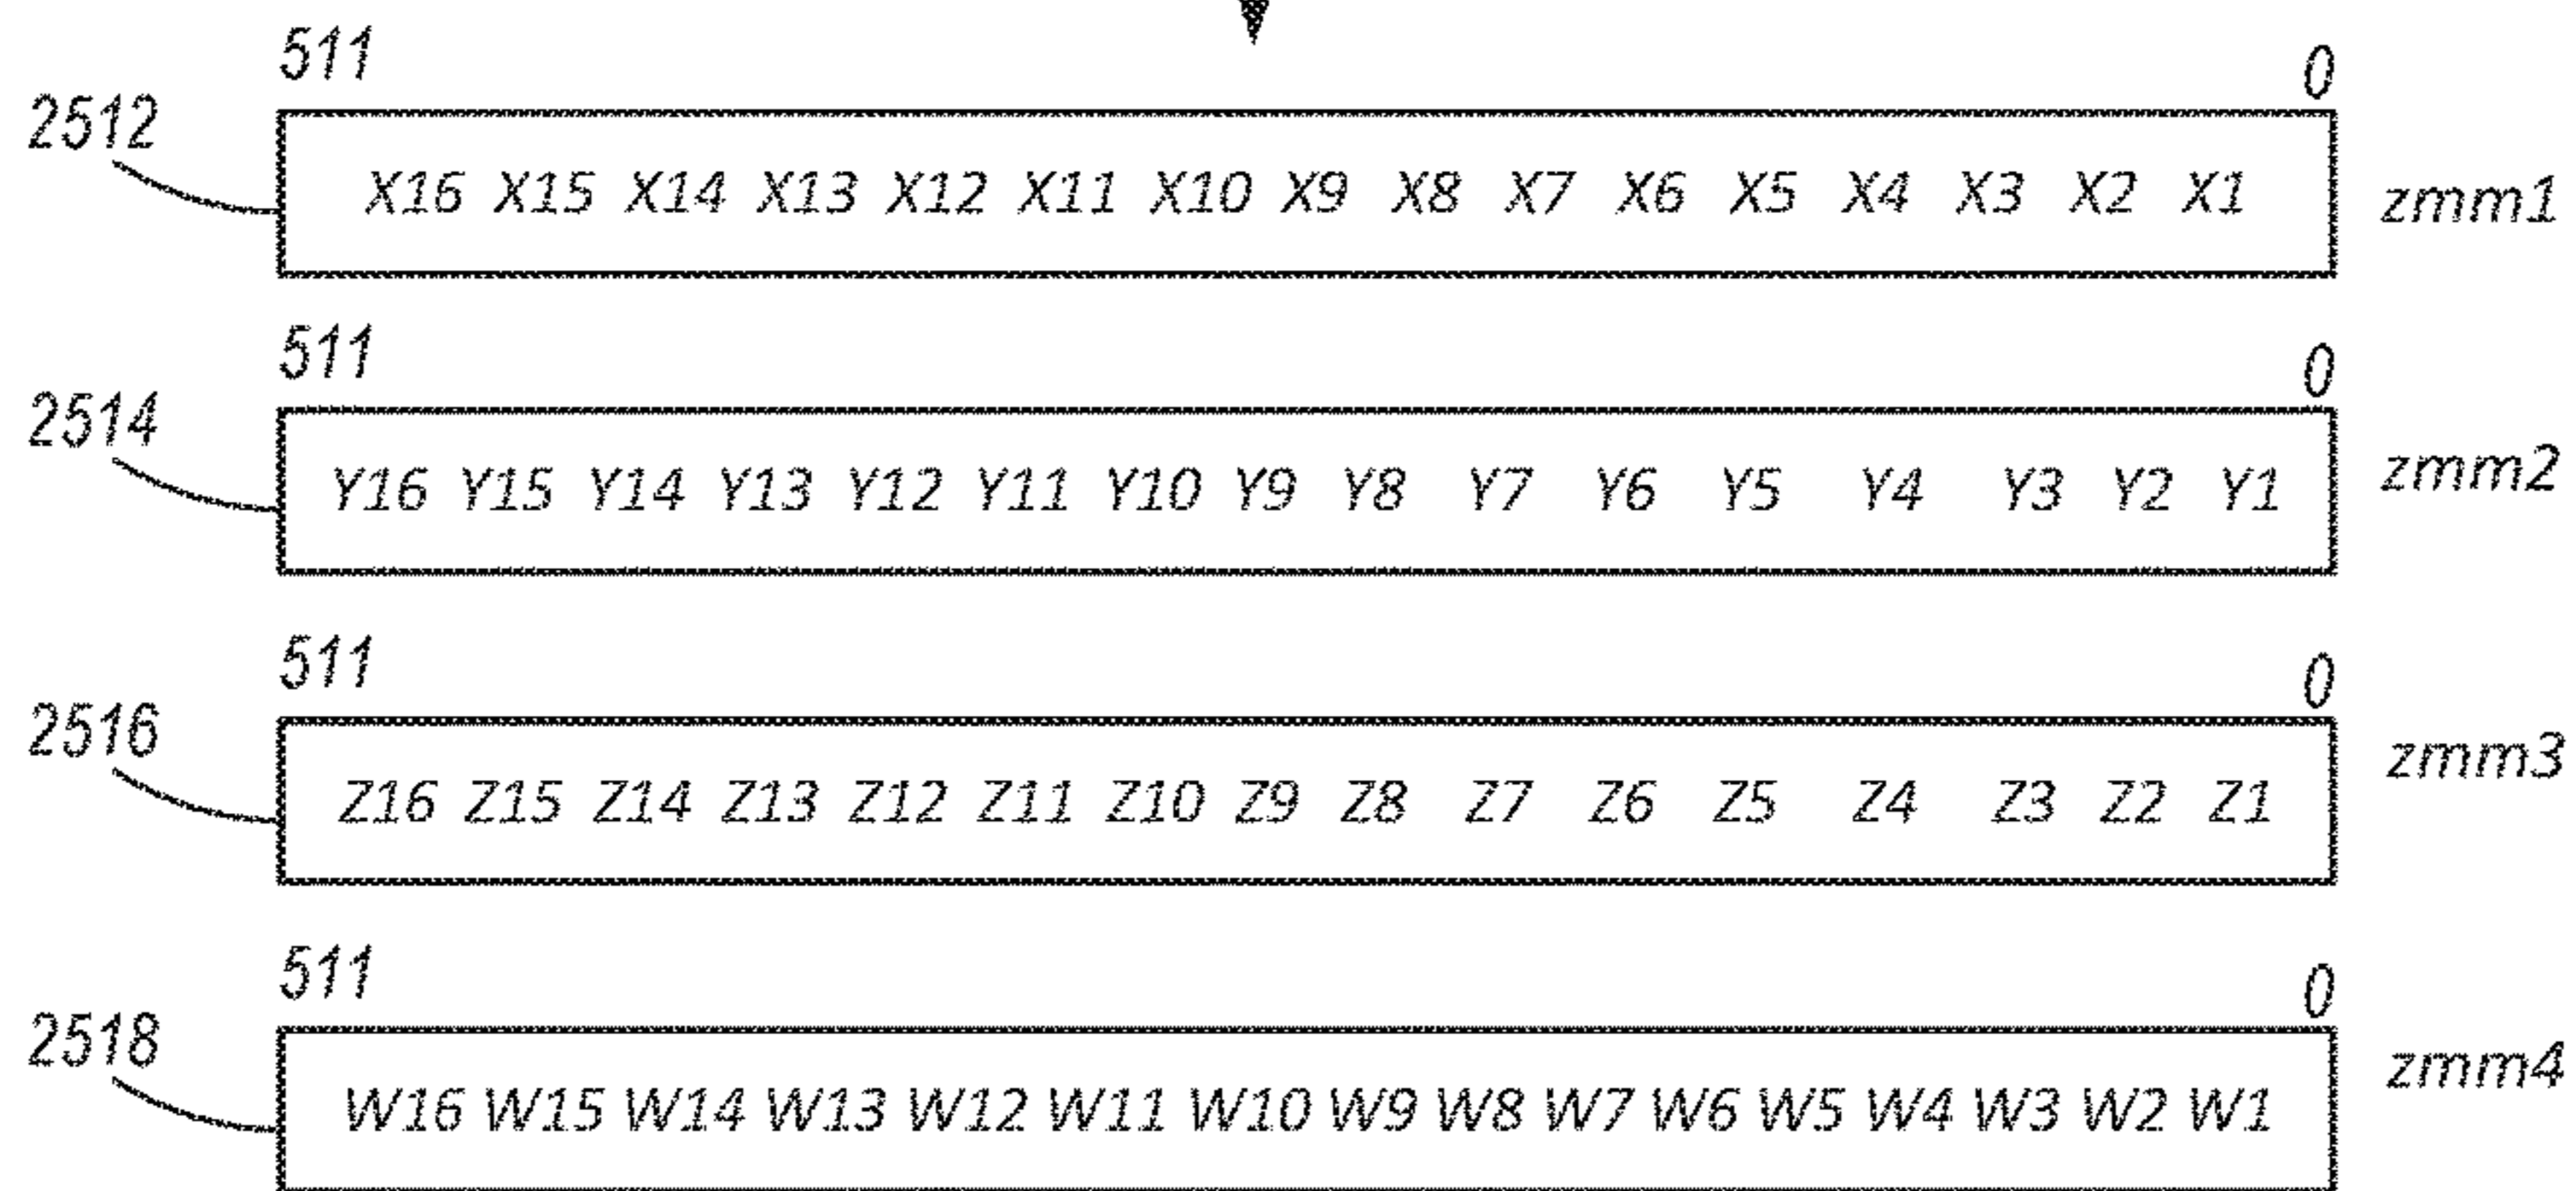 511 0
2512
X16 X15 X14 X13 X12 X11 X10 X9 X8 X7 X6 X5 X4 X3 X2 X1 zmm1
511 0
2514
Y16 Y15 Y14 Y13 Y12 Y11 Y10 Y9 Y8 Y7 Y6 Y5 Y4 Y3 Y2 Y1 zmm2
511 0
2516
Z16 Z15 Z14 Z13 Z12 Z11 Z10 Z9 Z8 Z7 Z6 Z5 Z4 Z3 Z2 Z1 zmm3
511 0
2518
W16 W15 W14 W13 W12 W11 W10 W9 W8 W7 W6 W5 W4 W3 W2 W1 zmm4